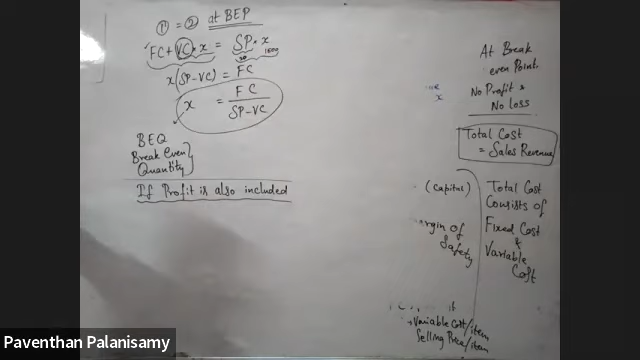 ① = ② at BEP
FC + VC · x = SP · x
x(SP-VC) = FC
x = FC / SP-VC
BEQ
Break Even
Quantity
If Profit is also included
At Break
even Point
No Profit &
No loss
Total Cost
= Sales Revenue
x
(Capital)
Total Cost
Consists of
Fixed Cost
&
Variable
Cost
of
Safety
Variable Cost/item
Selling Price/item
Paventhan Palanisamy